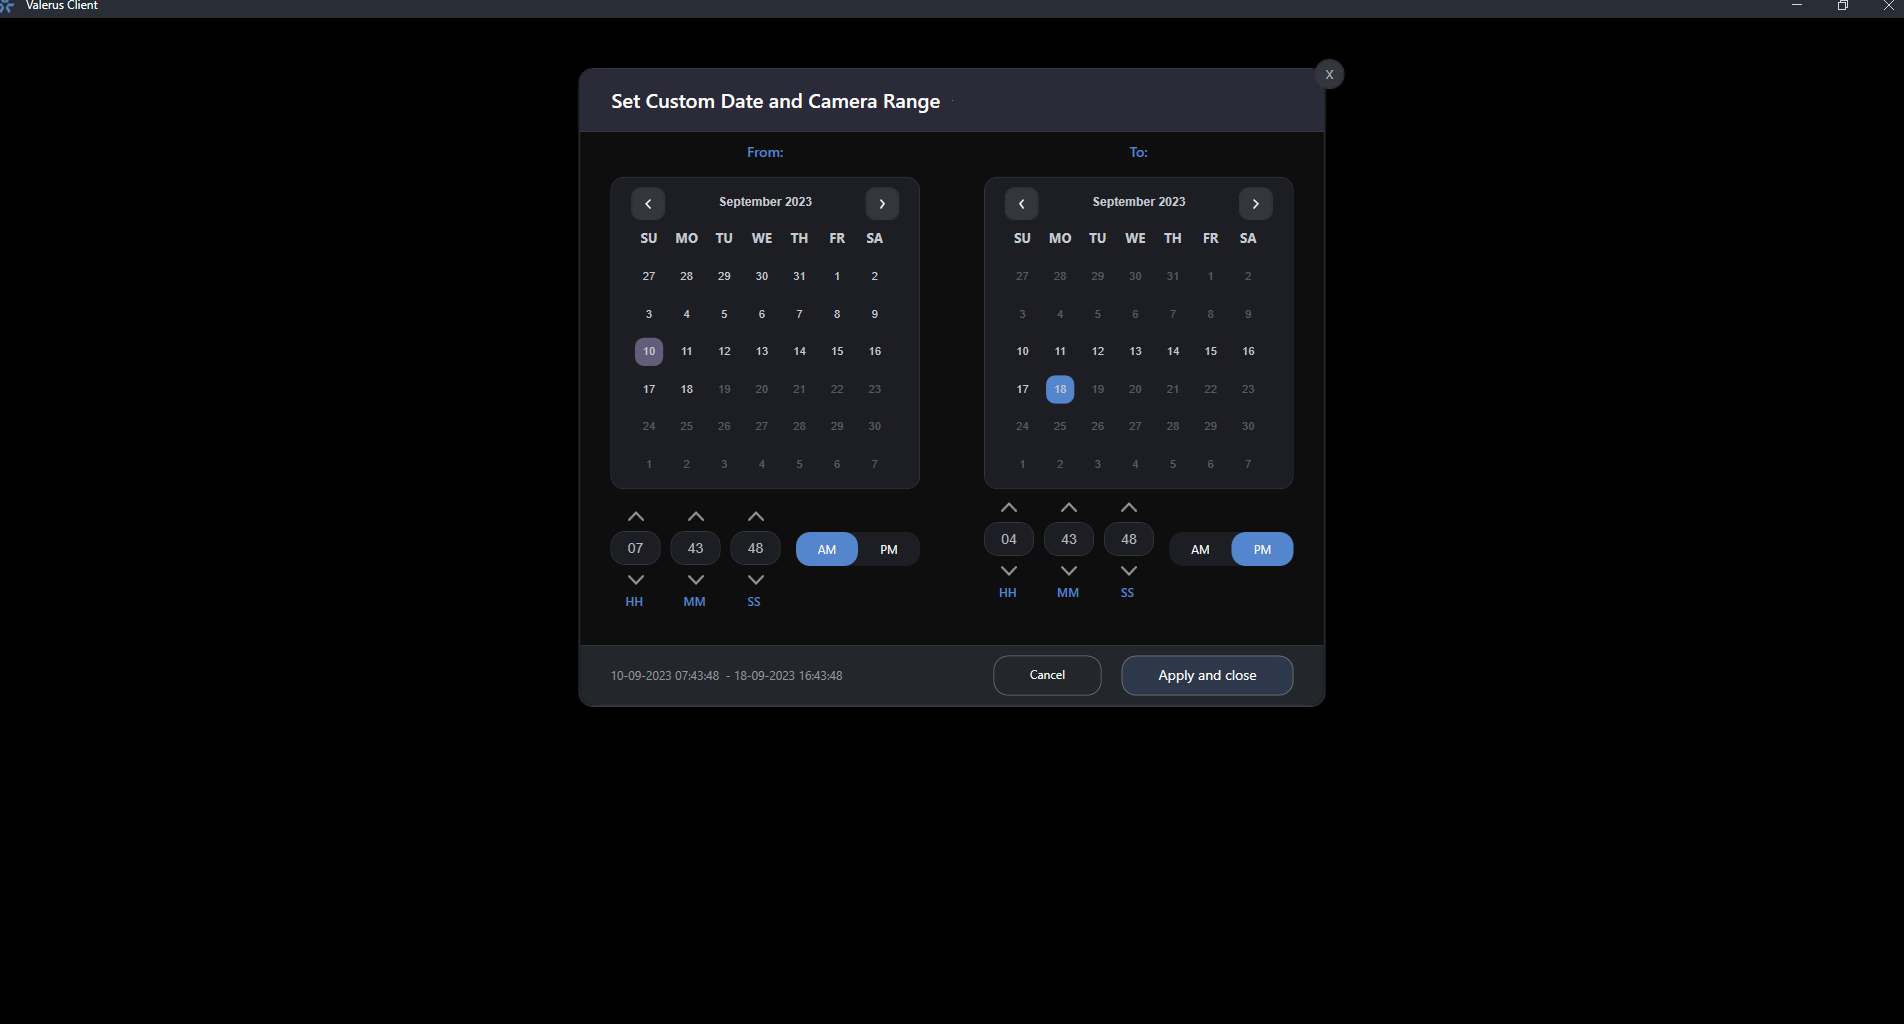 Valerus Client
X
Set Custom Date and Camera Range
From:
To:
September 2023
SU MO TU WE TH FR SA
27 28 29 30 31 1 2
3 4 5 6 7 8 9
10 11 12 13 14 15 16
17 18 19 20 21 22 23
24 25 26 27 28 29 30
1 2 3 4 5 6 7
September 2023
SU MO TU WE TH FR SA
27 28 29 30 31 1 2
3 4 5 6 7 8 9
10 11 12 13 14 15 16
17 18 19 20 21 22 23
24 25 26 27 28 29 30
1 2 3 4 5 6 7
07 43 48 AM PM
HH MM SS
04 43 48 AM PM
HH MM SS
10-09-2023 07:43:48 - 18-09-2023 16:43:48
Cancel
Apply and close